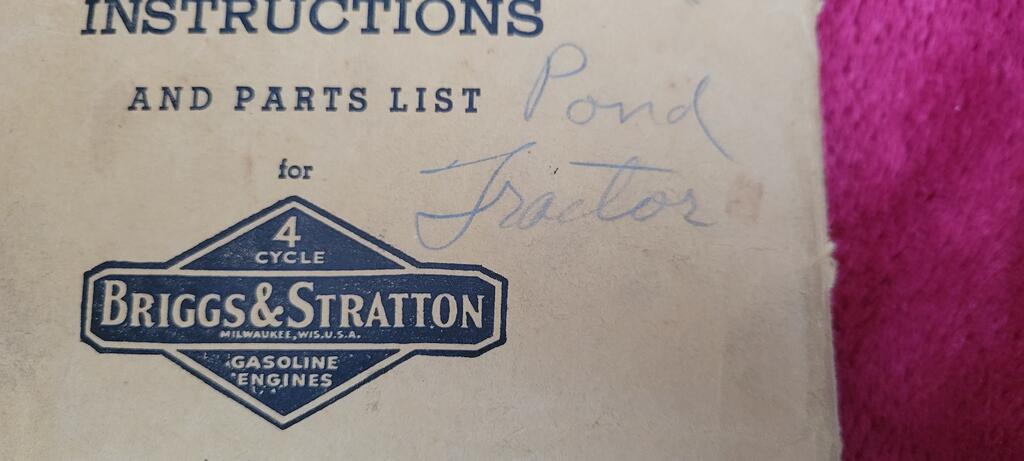 INSTRUCTIONS
AND PARTS LIST
Pond
Tractor
for
4
CYCLE
BRIGGS & STRATTON
MILWAUKEE, WIS. U.S.A.
GASOLINE
ENGINES